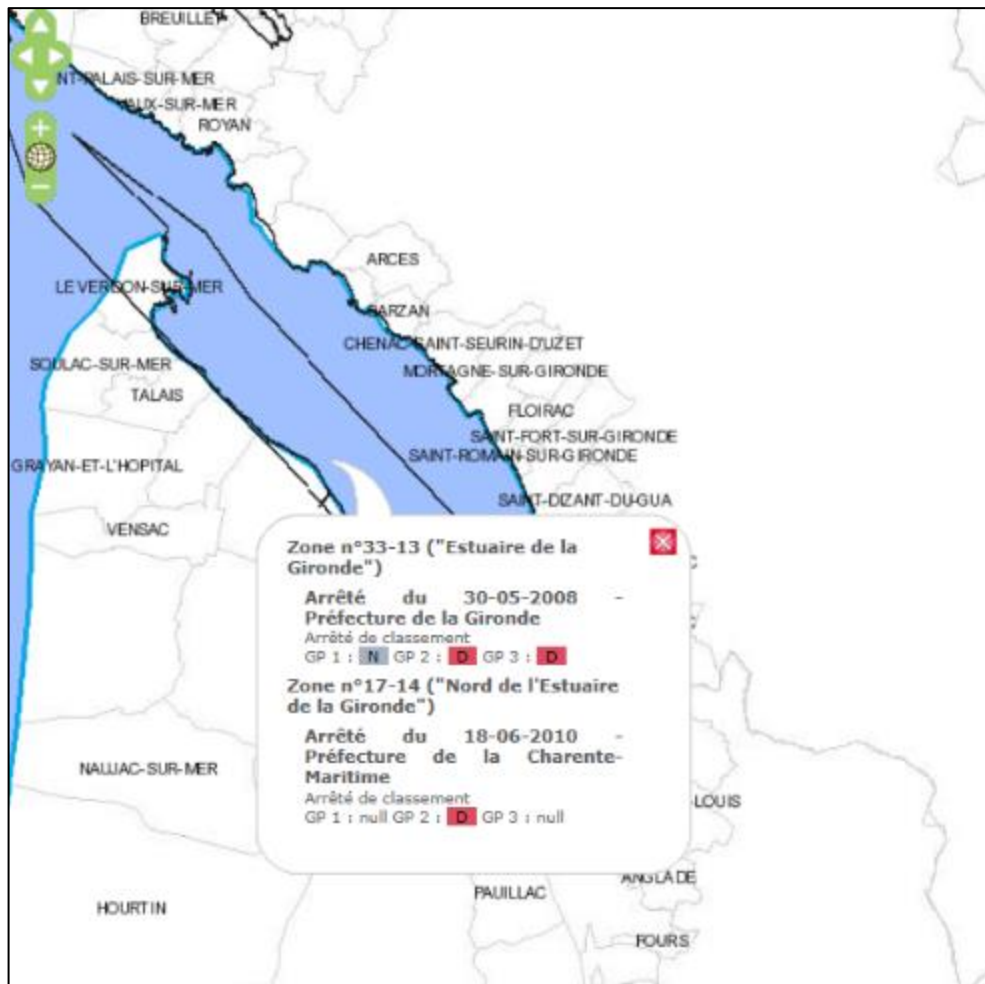 BREUILLET
NT-PALAIS-SUR-MER
VAUX-SUR-MER
ROYAN
ARCES
LE VERDON-SUR-MER
BARZAN
CHENAC-SAINT-SEURIN-D'UZET
SOULAC-SUR-MER
MORTAGNE-SUR-GIRONDE
TALAIS
FLOIRAC
SAINT-FORT-SUR-GIRONDE
SAINT-ROMAIN-SUR-GIRONDE
GRAYAN-ET-L'HOPITAL
SAINT-DIZANT-DU-GUA
VENSAC
Zone n°33-13 ("Estuaire de la
Gironde")
Arrêté du 30-05-2008 -
Préfecture de la Gironde
Arrêté de classement
GP 1 : N GP 2 : D GP 3 : D
Zone n°17-14 ("Nord de l'Estuaire
de la Gironde")
Arrêté du 18-06-2010 -
Préfecture de la Charente-
Maritime
Arrêté de classement
GP 1 : null GP 2 : D GP 3 : null
NAUJAC-SUR-MER
-LOUIS
ANGLADE
PAUILLAC
HOURTIN
FOURS